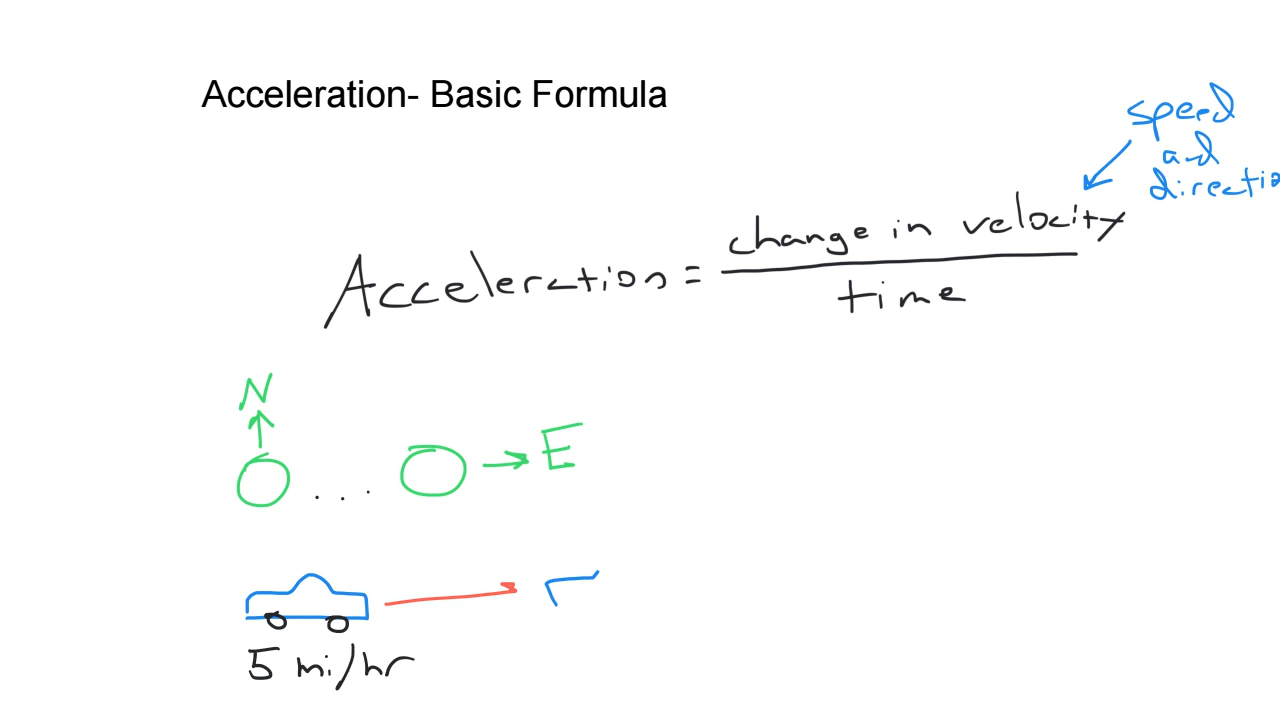 Acceleration- Basic Formula
speed
and
directio
Acceleration = change in velocity
time
N
E
5 mi/hr